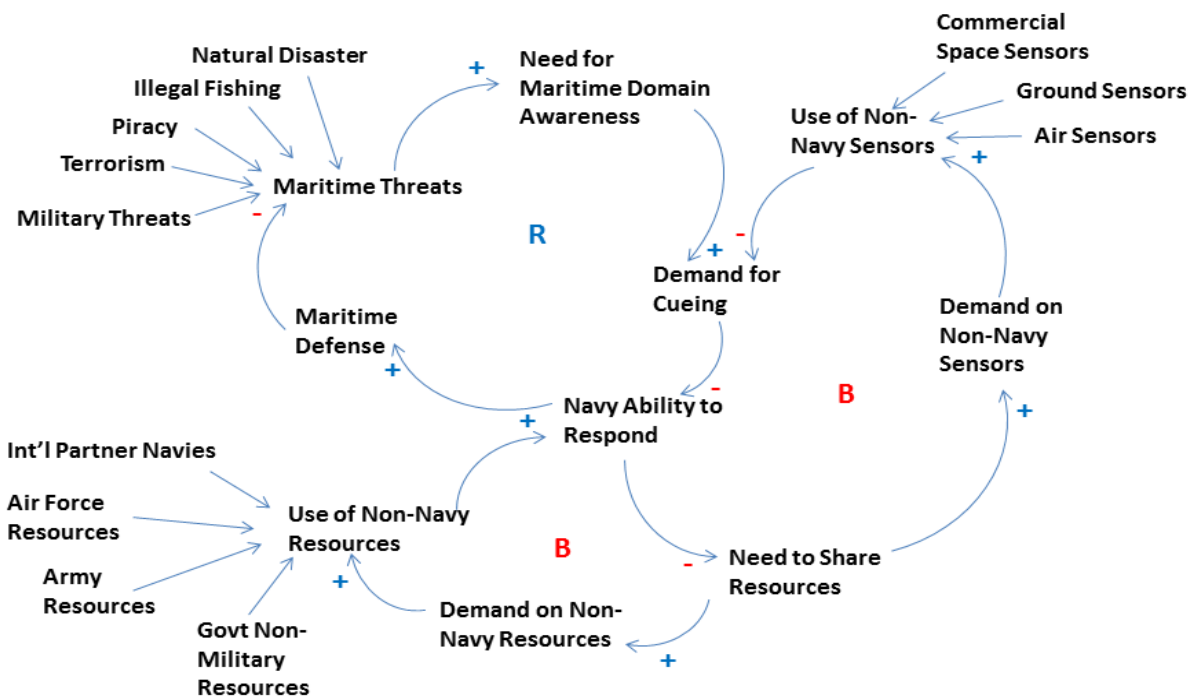 Natural Disaster
Illegal Fishing
Piracy
Terrorism
Military Threats
Maritime Threats
-
+
Need for
Maritime Domain
Awareness
Commercial
Space Sensors
Ground Sensors
Air Sensors
Use of Non-
Navy Sensors
+
R
-
+
Demand for
Cueing
Maritime
Defense
+
Demand on
Non-Navy
Sensors
+
-
B
Navy Ability to
Respond
+
Int'l Partner Navies
Air Force
Resources
Army
Resources
Govt Non-
Military
Resources
Use of Non-Navy
Resources
+
B
-
Need to Share
Resources
Demand on Non-
Navy Resources
+